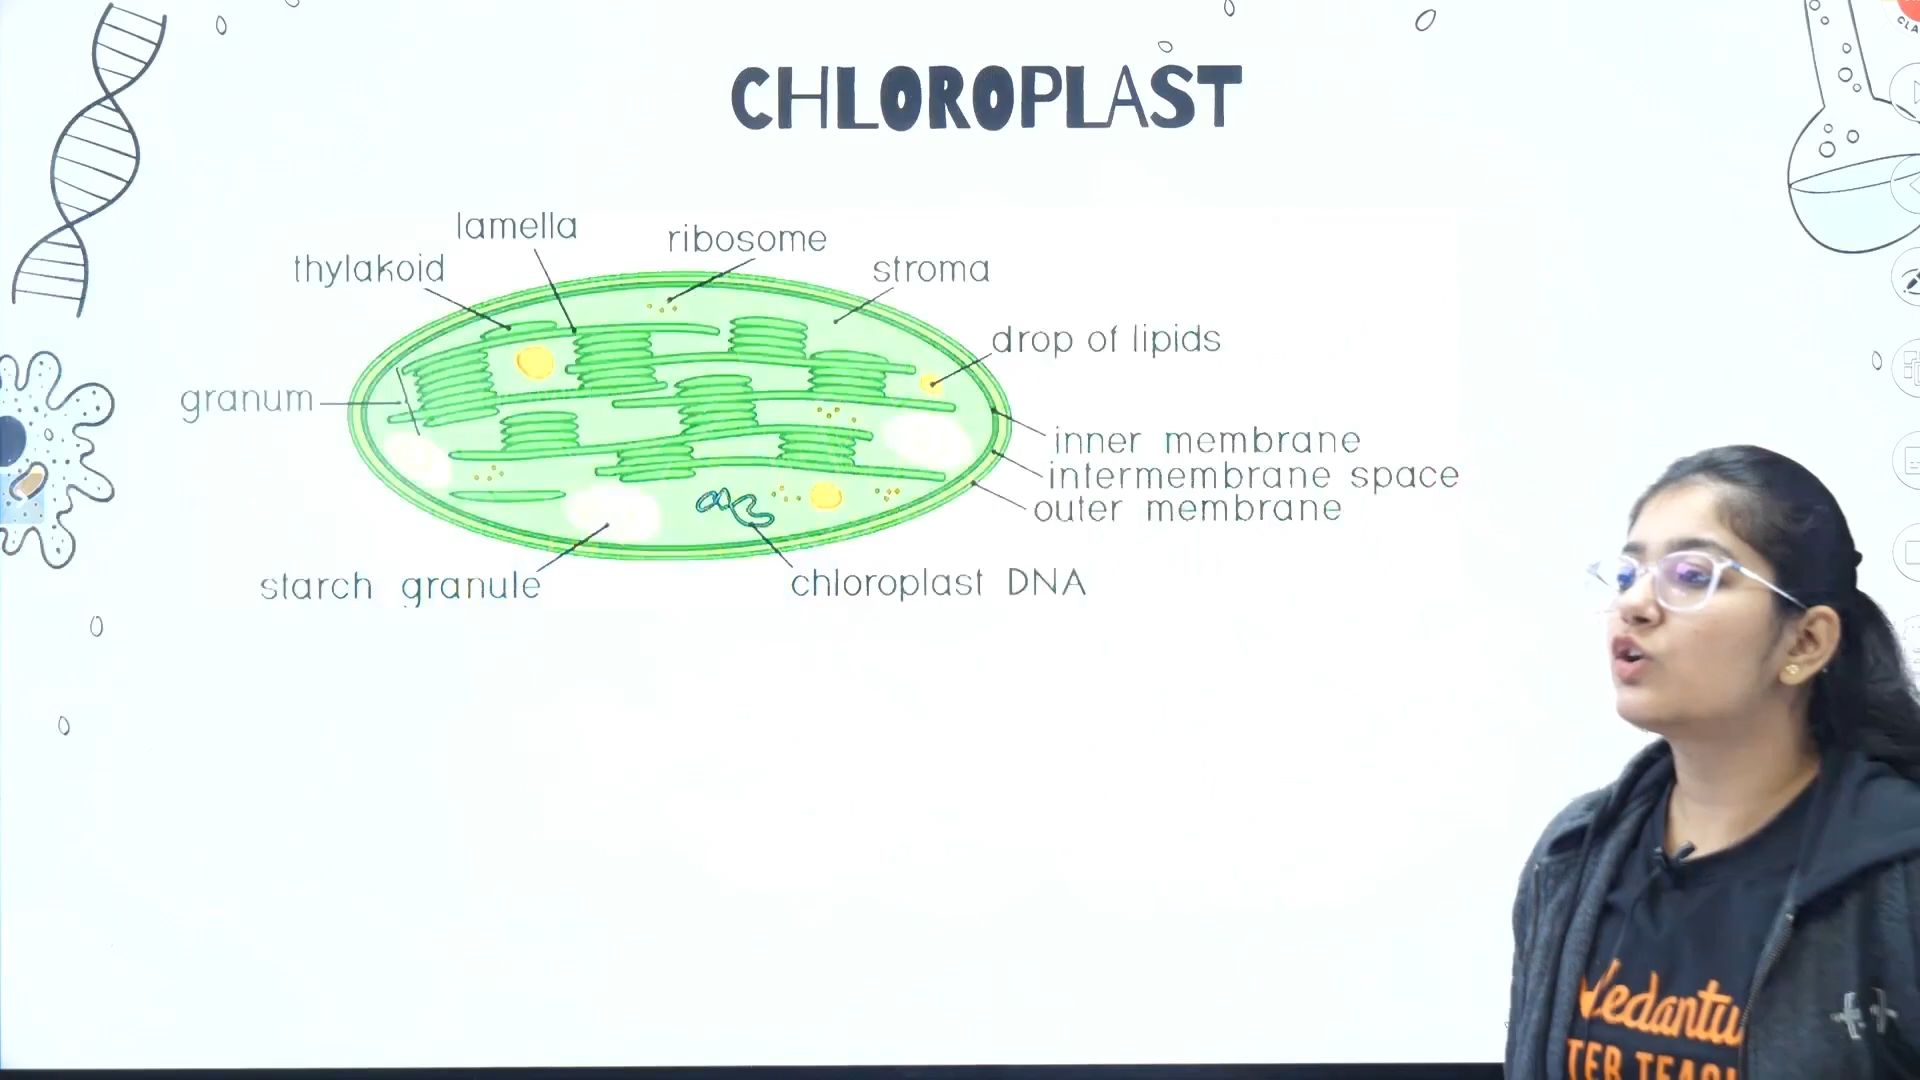 CHLOROPLAST
lamella
ribosome
thylakoid
stroma
drop of lipids
granum
inner membrane
intermembrane space
outer membrane
starch granule
chloroplast DNA
Vedantu